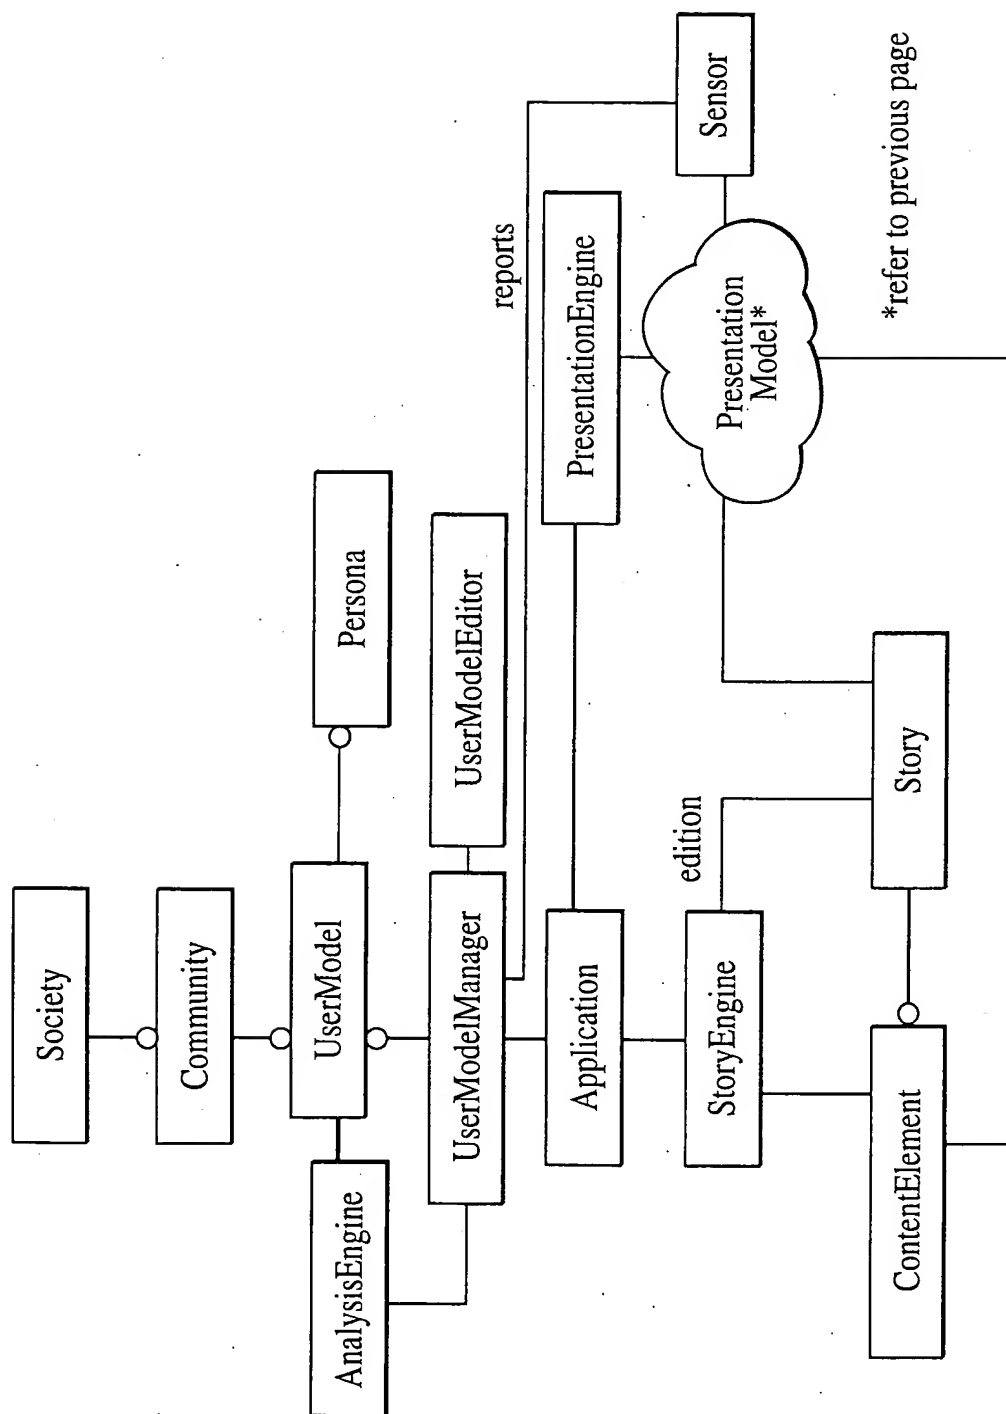 Society
Community
UserModel
Persona
AnalysisEngine
UserModelManager
UserModelEditor
reports
Application
PresentationEngine
Sensor
StoryEngine
edition
Presentation
Model*
ContentElement
Story
*refer to previous page